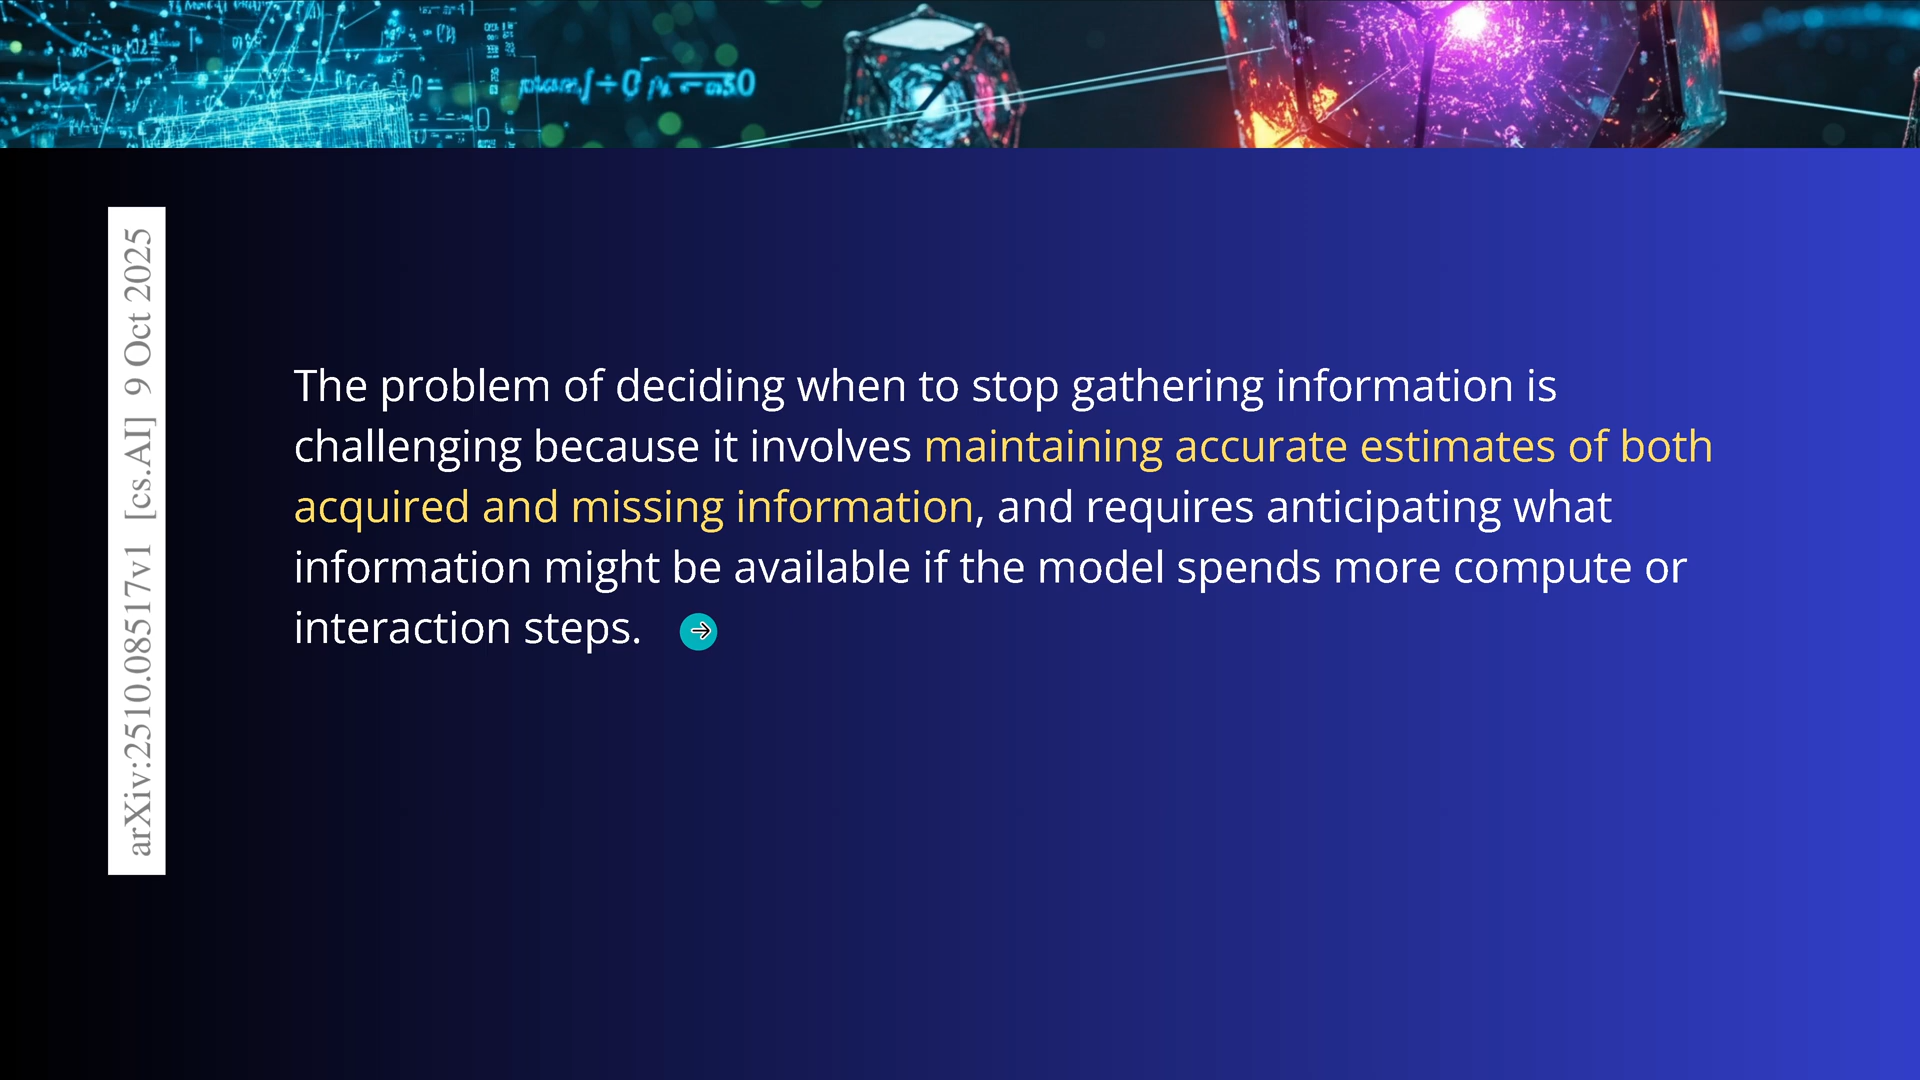 arXiv:2510.08517v1 [cs.AI] 9 Oct 2025
The problem of deciding when to stop gathering information is
challenging because it involves maintaining accurate estimates of both
acquired and missing information, and requires anticipating what
information might be available if the model spends more compute or
interaction steps.